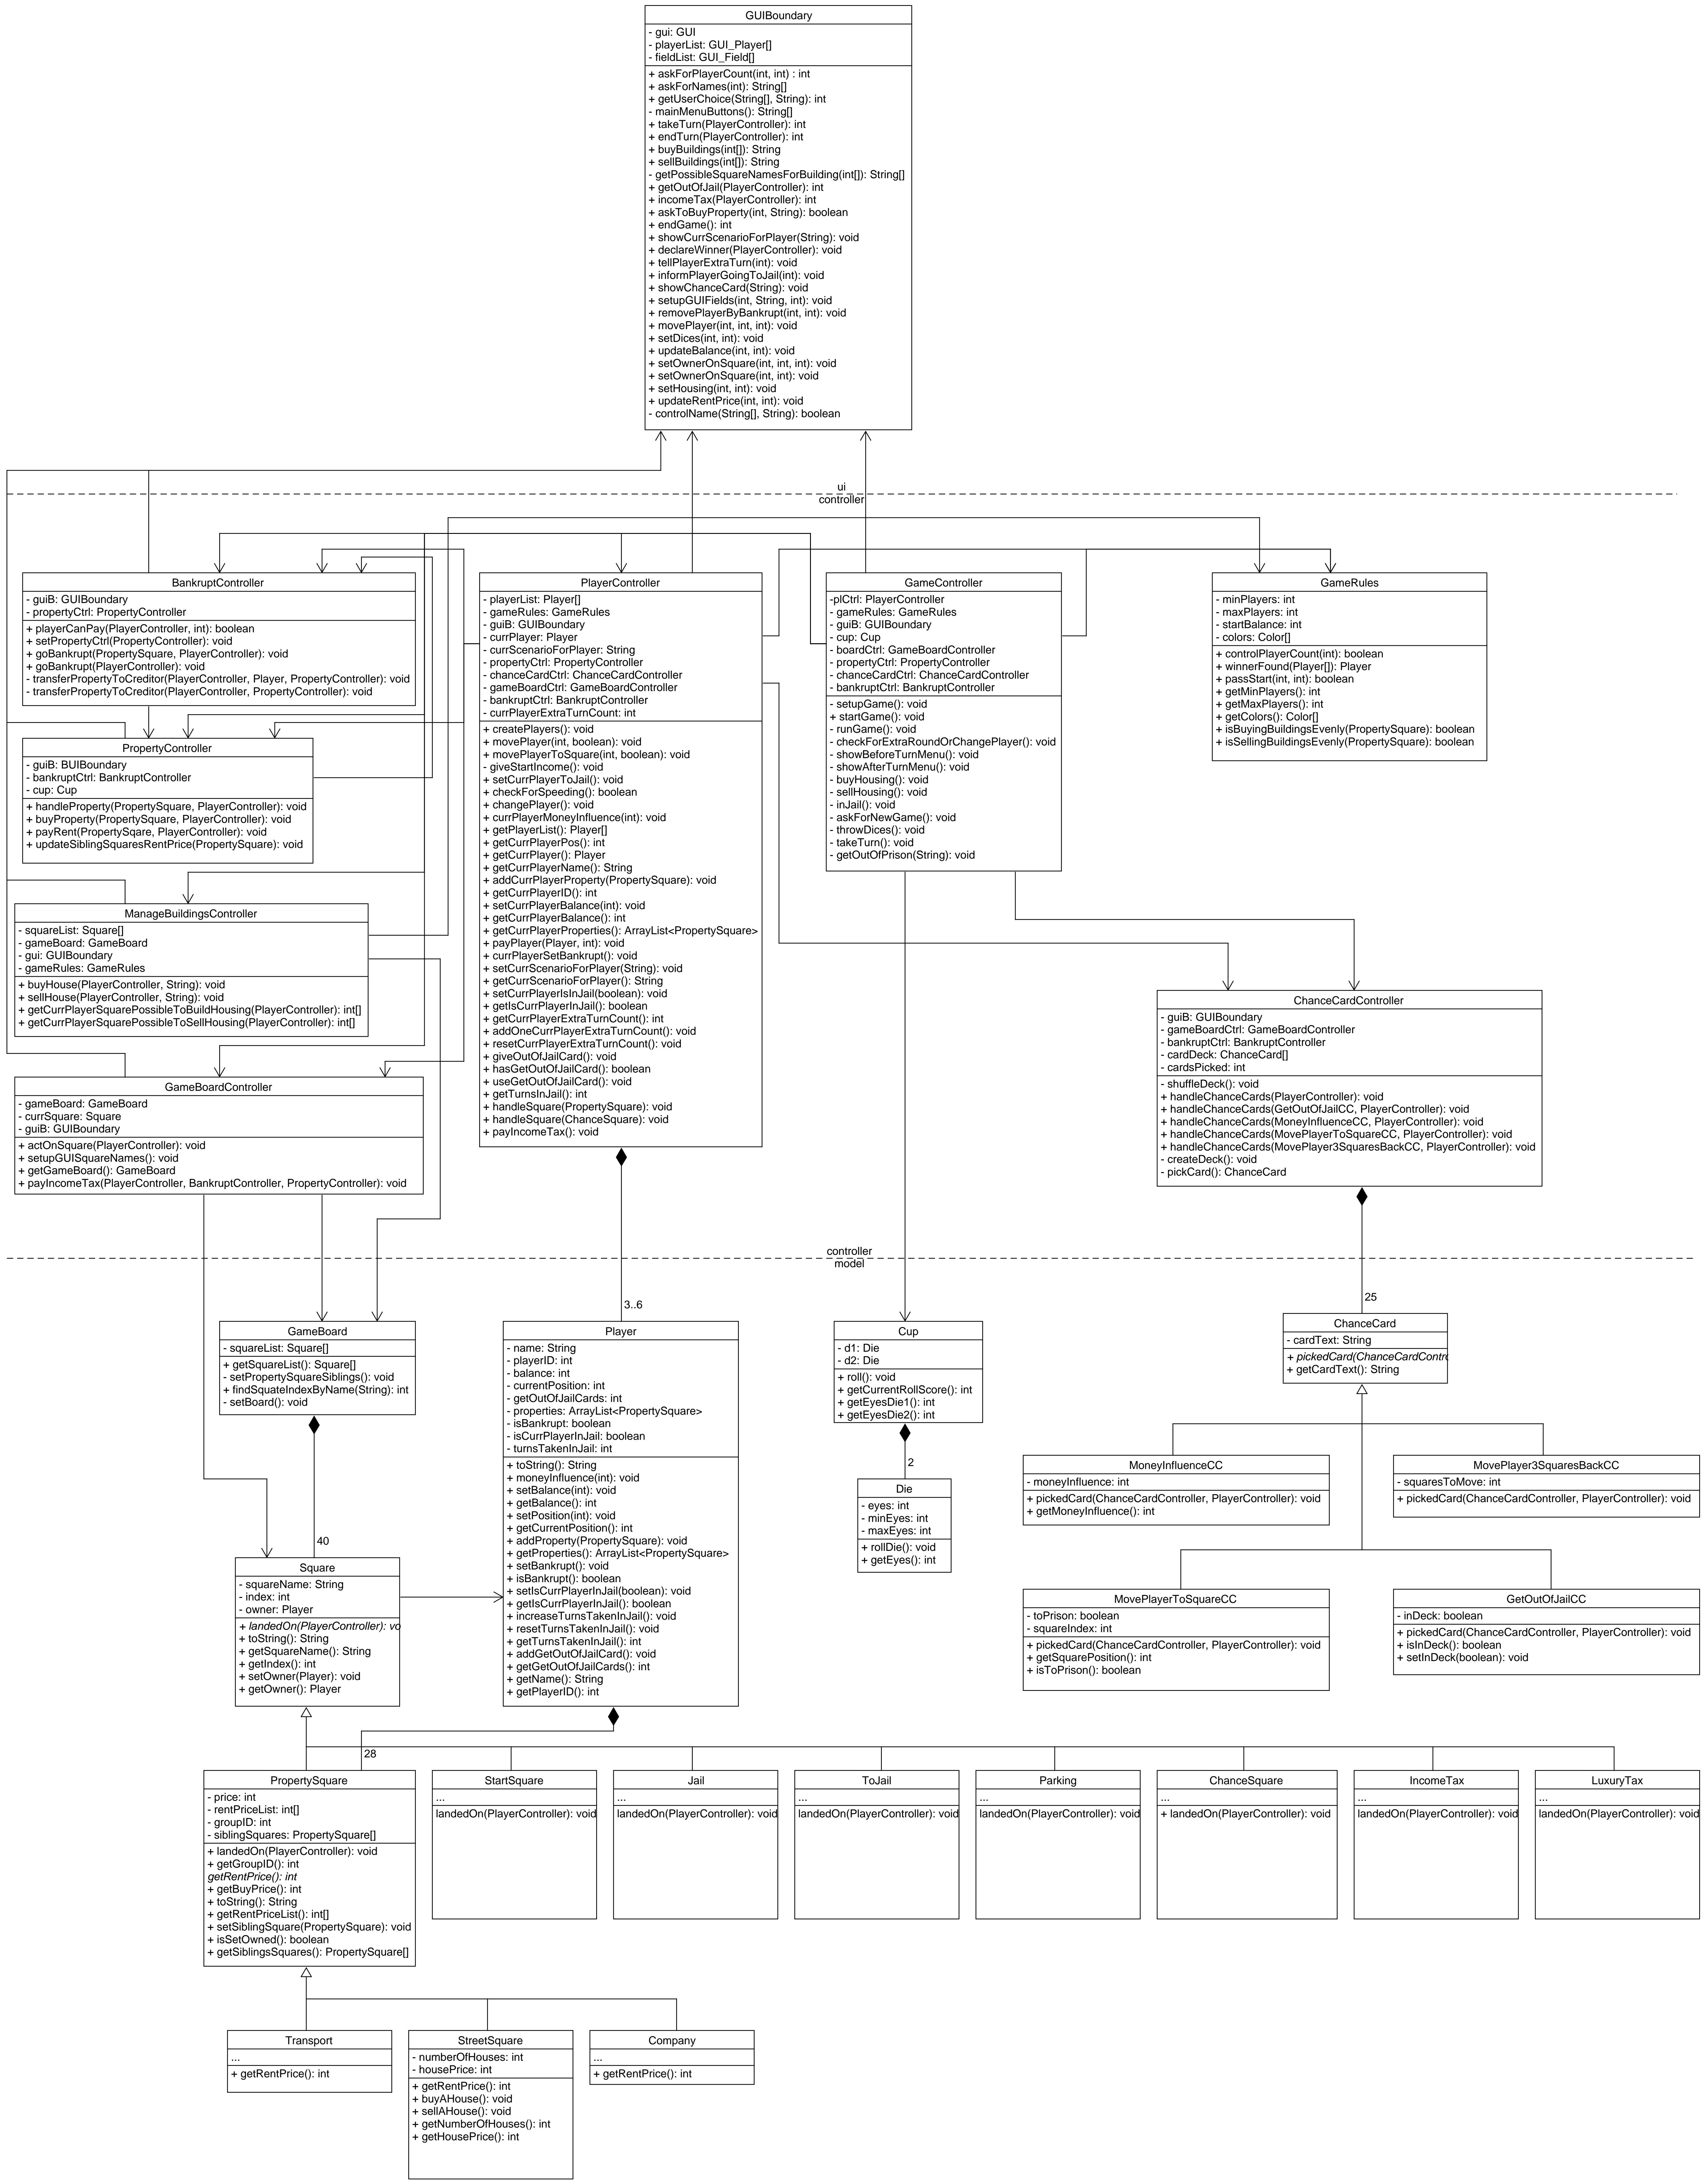 GUIBoundary
- gui: GUI
- playerList: GUI_Player[]
- fieldList: GUI_Field[]
+ askForPlayerCount(int, int) : int
+ askForNames(int): String[]
+ getUserChoice(String[], String): int
- mainMenuButtons(): String[]
+ takeTurn(PlayerController): int
+ endTurn(PlayerController): int
+ buyBuildings(int[]): String
+ sellBuildings(int[]): String
- getPossibleSquareNamesForBuilding(int[]): String[]
+ getOutOfJail(PlayerController): int
+ incomeTax(PlayerController): int
+ askToBuyProperty(int, String): boolean
+ endGame(): int
+ showCurrScenarioForPlayer(String): void
+ declareWinner(PlayerController): void
+ tellPlayerExtraTurn(int): void
+ informPlayerGoingToJail(int): void
+ showChanceCard(String): void
+ setupGUIFields(int, String, int): void
+ removePlayerByBankrupt(int, int): void
+ movePlayer(int, int, int): void
+ setDices(int, int): void
+ updateBalance(int, int): void
+ setOwnerOnSquare(int, int, int): void
+ setOwnerOnSquare(int, int): void
+ setHousing(int, int): void
+ updateRentPrice(int, int): void
- controlName(String[], String): boolean
ui
controller
BankruptController
- guiB: GUIBoundary
- propertyCtrl: PropertyController
+ playerCanPay(PlayerController, int): boolean
+ setPropertyCtrl(PropertyController): void
+ goBankrupt(PropertySquare, PlayerController): void
+ goBankrupt(PlayerController): void
- transferPropertyToCreditor(PlayerController, Player, PropertyController): void
- transferPropertyToCreditor(PlayerController, PropertyController): void
PropertyController
- guiB: BUIBoundary
- bankruptCtrl: BankruptController
- cup: Cup
+ handleProperty(PropertySquare, PlayerController): void
+ buyProperty(PropertySquare, PlayerController): void
+ payRent(PropertySqare, PlayerController): void
+ updateSiblingSquaresRentPrice(PropertySquare): void
ManageBuildingsController
- squareList: Square[]
- gameBoard: GameBoard
- gui: GUIBoundary
- gameRules: GameRules
+ buyHouse(PlayerController, String): void
+ sellHouse(PlayerController, String): void
+ getCurrPlayerSquarePossibleToBuildHousing(PlayerController): int[]
+ getCurrPlayerSquarePossibleToSellHousing(PlayerController): int[]
GameBoardController
- gameBoard: GameBoard
- currSquare: Square
- guiB: GUIBoundary
+ actOnSquare(PlayerController): void
+ setupGUISquareNames(): void
+ getGameBoard(): GameBoard
+ payIncomeTax(PlayerController, BankruptController, PropertyController): void
PlayerController
- playerList: Player[]
- gameRules: GameRules
- guiB: GUIBoundary
- currPlayer: Player
- currScenarioForPlayer: String
- propertyCtrl: PropertyController
- chanceCardCtrl: ChanceCardController
- gameBoardCtrl: GameBoardController
- bankruptCtrl: BankruptController
- currPlayerExtraTurnCount: int
+ createPlayers(): void
+ movePlayer(int, boolean): void
+ movePlayerToSquare(int, boolean): void
- giveStartIncome(): void
+ setCurrPlayerToJail(): void
+ checkForSpeeding(): boolean
+ changePlayer(): void
+ currPlayerMoneyInfluence(int): void
+ getPlayerList(): Player[]
+ getCurrPlayerPos(): int
+ getCurrPlayer(): Player
+ getCurrPlayerName(): String
+ addCurrPlayerProperty(PropertySquare): void
+ getCurrPlayerID(): int
+ setCurrPlayerBalance(int): void
+ getCurrPlayerBalance(): int
+ getCurrPlayerProperties(): ArrayList<PropertySquare>
+ payPlayer(Player, int): void
+ currPlayerSetBankrupt(): void
+ setCurrScenarioForPlayer(String): void
+ getCurrScenarioForPlayer(): String
+ setCurrPlayerIsInJail(boolean): void
+ getIsCurrPlayerInJail(): boolean
+ getCurrPlayerExtraTurnCount(): int
+ addOneCurrPlayerExtraTurnCount(): void
+ resetCurrPlayerExtraTurnCount(): void
+ giveOutOfJailCard(): void
+ hasGetOutOfJailCard(): boolean
+ useGetOutOfJailCard(): void
+ getTurnsInJail(): int
+ handleSquare(PropertySquare): void
+ handleSquare(ChanceSquare): void
+ payIncomeTax(): void
GameController
-plCtrl: PlayerController
- gameRules: GameRules
- guiB: GUIBoundary
- cup: Cup
- boardCtrl: GameBoardController
- propertyCtrl: PropertyController
- chanceCardCtrl: ChanceCardController
- bankruptCtrl: BankruptController
- setupGame(): void
+ startGame(): void
- runGame(): void
- checkForExtraRoundOrChangePlayer(): void
- showBeforeTurnMenu(): void
- showAfterTurnMenu(): void
- buyHousing(): void
- sellHousing(): void
- inJail(): void
- askForNewGame(): void
- throwDices(): void
- takeTurn(): void
- getOutOfPrison(String): void
GameRules
- minPlayers: int
- maxPlayers: int
- startBalance: int
- colors: Color[]
+ controlPlayerCount(int): boolean
+ winnerFound(Player[]): Player
+ passStart(int, int): boolean
+ getMinPlayers(): int
+ getMaxPlayers(): int
+ getColors(): Color[]
+ isBuyingBuildingsEvenly(PropertySquare): boolean
+ isSellingBuildingsEvenly(PropertySquare): boolean
ChanceCardController
- guiB: GUIBoundary
- gameBoardCtrl: GameBoardController
- bankruptCtrl: BankruptController
- cardDeck: ChanceCard[]
- cardsPicked: int
- shuffleDeck(): void
+ handleChanceCards(PlayerController): void
+ handleChanceCards(GetOutOfJailCC, PlayerController): void
+ handleChanceCards(MoneyInfluenceCC, PlayerController): void
+ handleChanceCards(MovePlayerToSquareCC, PlayerController): void
+ handleChanceCards(MovePlayer3SquaresBackCC, PlayerController): void
- createDeck(): void
- pickCard(): ChanceCard
controller
model
3..6
25
GameBoard
- squareList: Square[]
+ getSquareList(): Square[]
- setPropertySquareSiblings(): void
+ findSquateIndexByName(String): int
- setBoard(): void
40
Square
- squareName: String
- index: int
- owner: Player
+ landedOn(PlayerController): vo
+ toString(): String
+ getSquareName(): String
+ getIndex(): int
+ setOwner(Player): void
+ getOwner(): Player
Player
- name: String
- playerID: int
- balance: int
- currentPosition: int
- getOutOfJailCards: int
- properties: ArrayList<PropertySquare>
- isBankrupt: boolean
- isCurrPlayerInJail: boolean
- turnsTakenInJail: int
+ toString(): String
+ moneyInfluence(int): void
+ setBalance(int): void
+ getBalance(): int
+ setPosition(int): void
+ getCurrentPosition(): int
+ addProperty(PropertySquare): void
+ getProperties(): ArrayList<PropertySquare>
+ setBankrupt(): void
+ isBankrupt(): boolean
+ setIsCurrPlayerInJail(boolean): void
+ getIsCurrPlayerInJail(): boolean
+ increaseTurnsTakenInJail(): void
+ resetTurnsTakenInJail(): void
+ getTurnsTakenInJail(): int
+ addGetOutOfJailCard(): void
+ getGetOutOfJailCards(): int
+ getName(): String
+ getPlayerID(): int
Cup
- d1: Die
- d2: Die
+ roll(): void
+ getCurrentRollScore(): int
+ getEyesDie1(): int
+ getEyesDie2(): int
2
Die
- eyes: int
- minEyes: int
- maxEyes: int
+ rollDie(): void
+ getEyes(): int
ChanceCard
- cardText: String
+ pickedCard(ChanceCardContro
+ getCardText(): String
MoneyInfluenceCC
- moneyInfluence: int
+ pickedCard(ChanceCardController, PlayerController): void
+ getMoneyInfluence(): int
MovePlayer3SquaresBackCC
- squaresToMove: int
+ pickedCard(ChanceCardController, PlayerController): void
MovePlayerToSquareCC
- toPrison: boolean
- squareIndex: int
+ pickedCard(ChanceCardController, PlayerController): void
+ getSquarePosition(): int
+ isToPrison(): boolean
GetOutOfJailCC
- inDeck: boolean
+ pickedCard(ChanceCardController, PlayerController): void
+ isInDeck(): boolean
+ setInDeck(boolean): void
28
PropertySquare
- price: int
- rentPriceList: int[]
- groupID: int
- siblingSquares: PropertySquare[]
+ landedOn(PlayerController): void
+ getGroupID(): int
getRentPrice(): int
+ getBuyPrice(): int
+ toString(): String
+ getRentPriceList(): int[]
+ setSiblingSquare(PropertySquare): void
+ isSetOwned(): boolean
+ getSiblingsSquares(): PropertySquare[]
StartSquare
...
landedOn(PlayerController): void
Jail
...
landedOn(PlayerController): void
ToJail
...
landedOn(PlayerController): void
Parking
...
landedOn(PlayerController): void
ChanceSquare
...
+ landedOn(PlayerController): void
IncomeTax
...
landedOn(PlayerController): void
LuxuryTax
...
landedOn(PlayerController): void
Transport
...
+ getRentPrice(): int
StreetSquare
- numberOfHouses: int
- housePrice: int
+ getRentPrice(): int
+ buyAHouse(): void
+ sellAHouse(): void
+ getNumberOfHouses(): int
+ getHousePrice(): int
Company
...
+ getRentPrice(): int